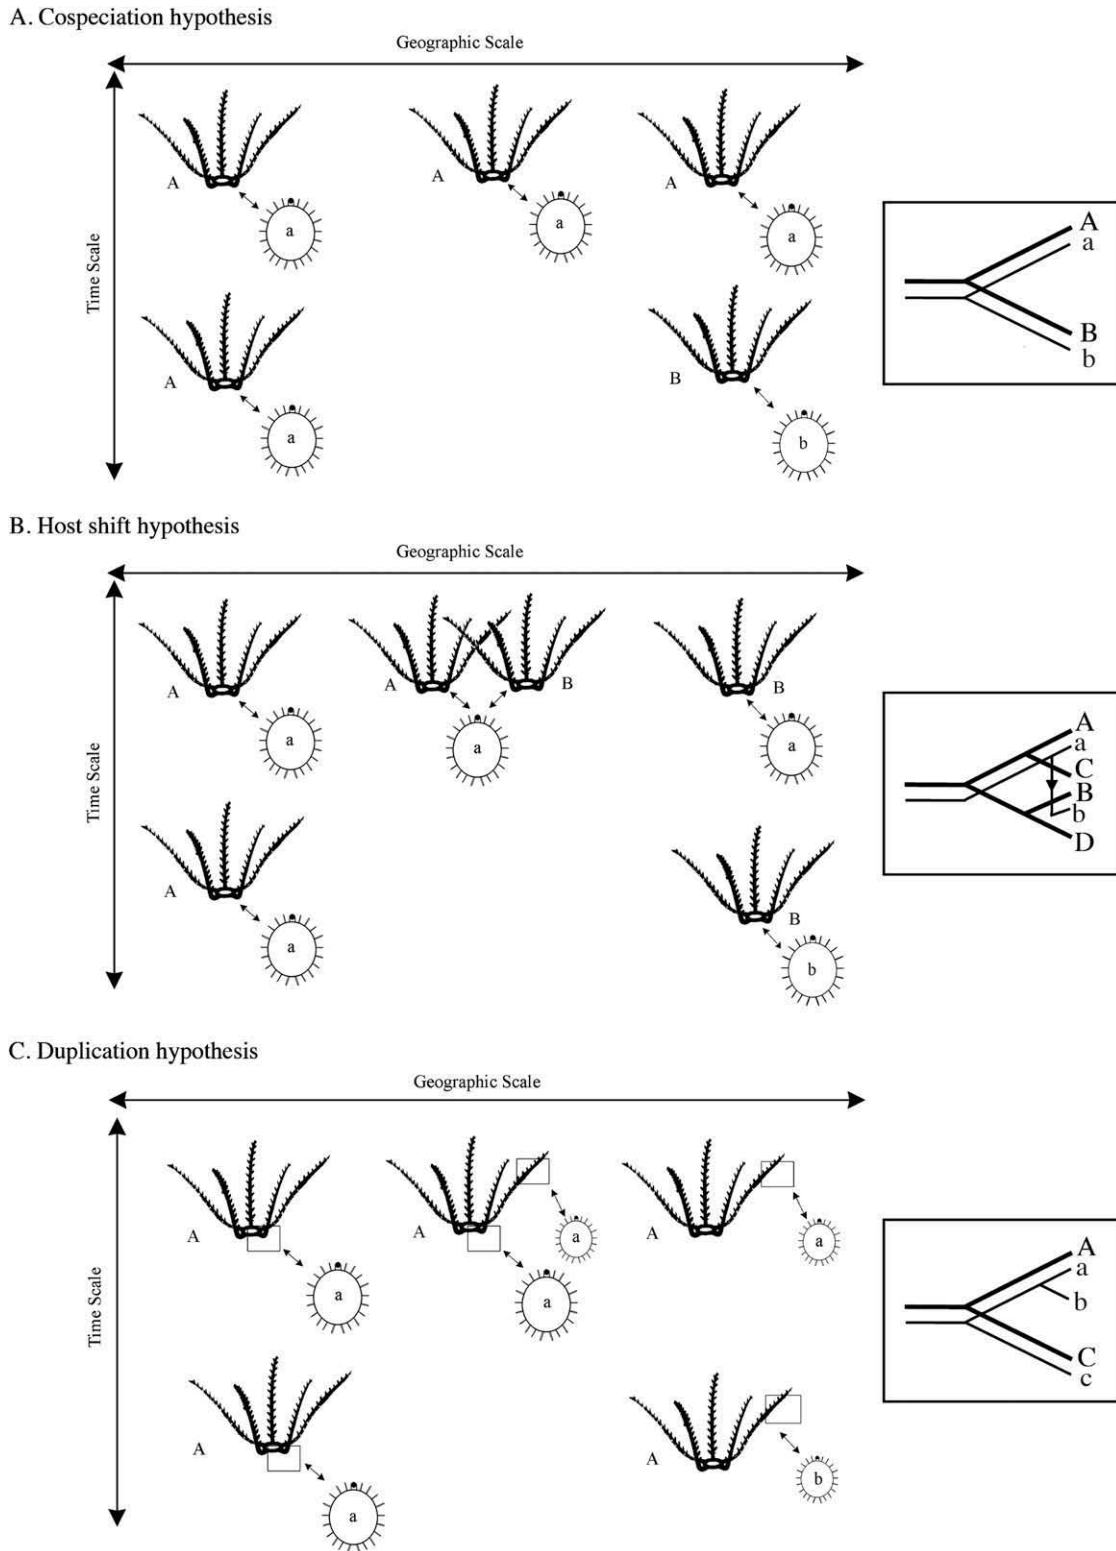 A. Cospeciation hypothesis
Geographic Scale
Time Scale
A
a
A
a
A
a
A
a
B
b
A
a
B
b
B. Host shift hypothesis
Geographic Scale
Time Scale
A
a
A
B
a
B
a
A
a
B
b
A
a
C
B
b
D
C. Duplication hypothesis
Geographic Scale
Time Scale
A
a
A
a
a
A
a
A
a
A
b
A
a
b
C
c